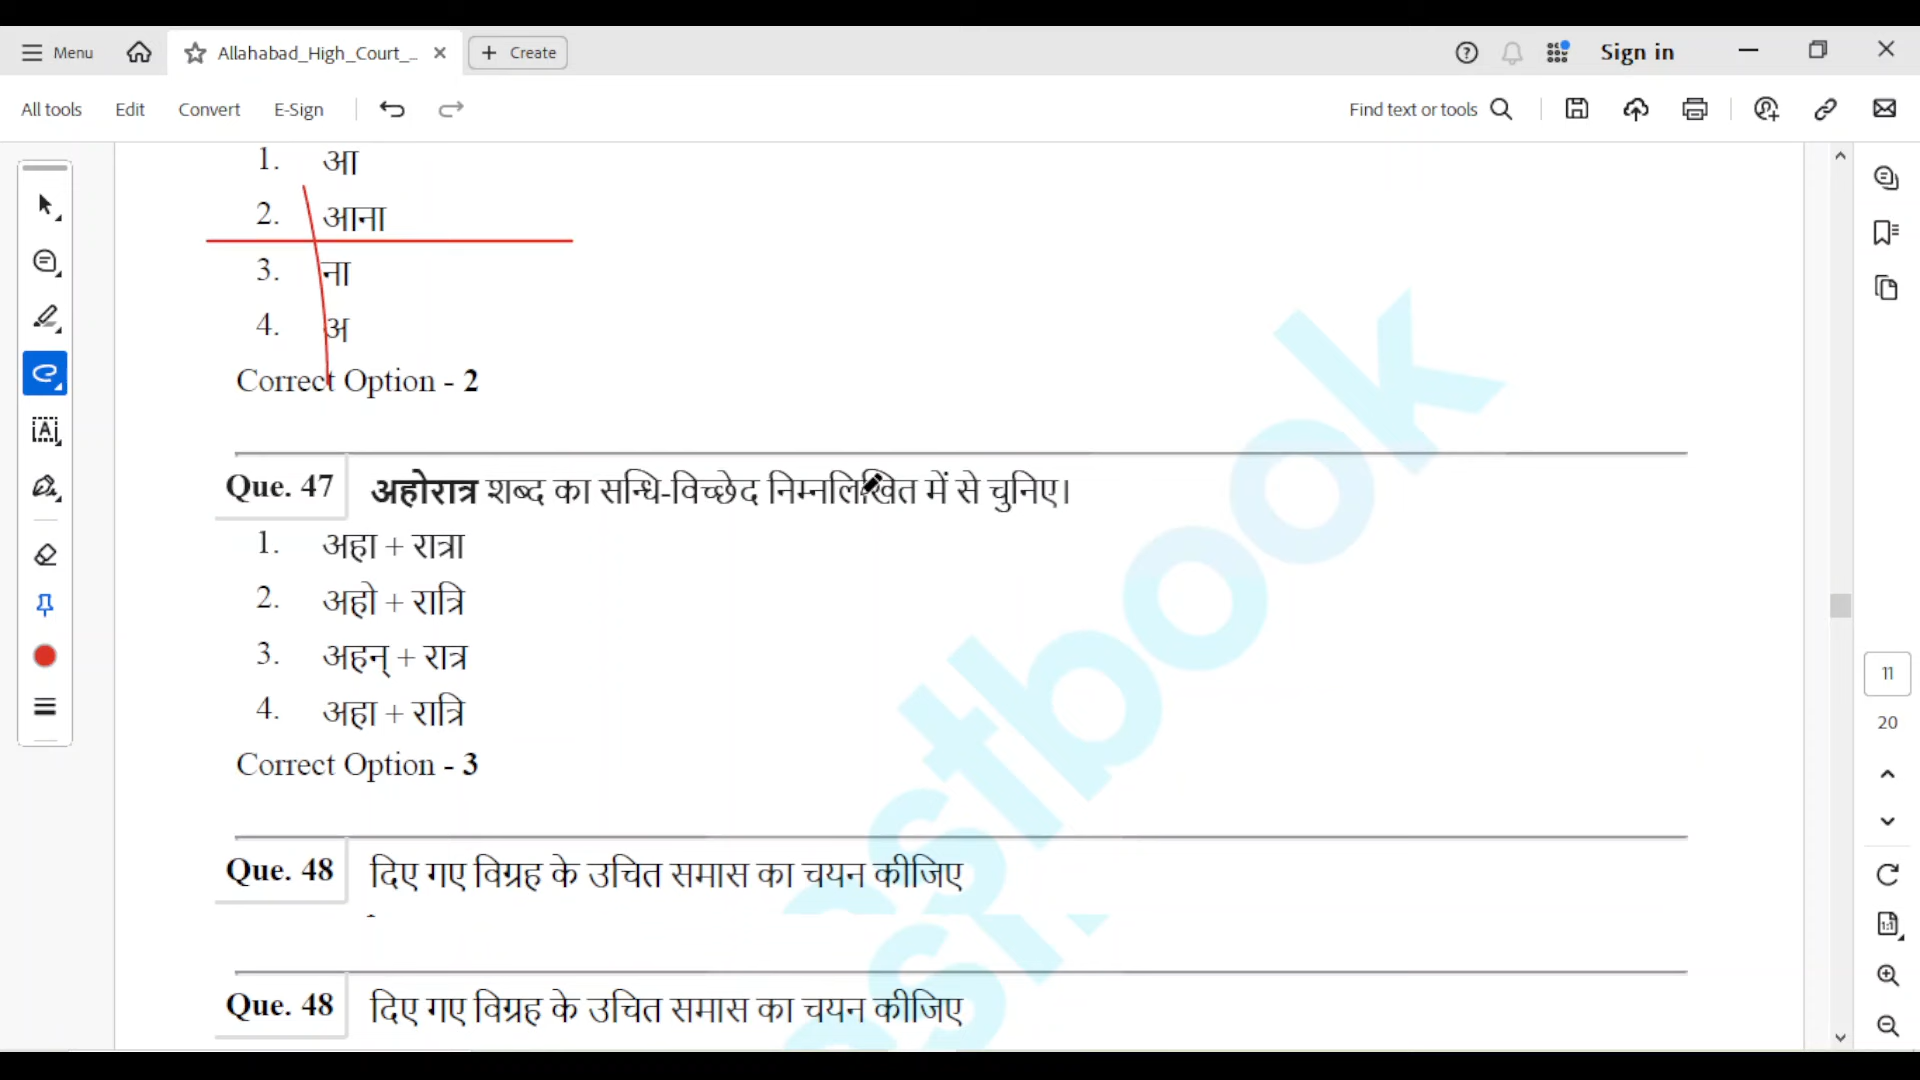 Menu
Allahabad_High_Court_...
Create
Sign in
All tools
Edit
Convert
E-Sign
Find text or tools
1. आ
2. आना
3. ना
4. अ
Correct Option - 2
Que. 47 अहोरात्र शब्द का सन्धि-विच्छेद निम्नलिखित में से चुनिए।
1. अहा + रात्रा
2. अहो + रात्रि
3. अहन् + रात्र
4. अहा + रात्रि
Correct Option - 3
Que. 48 दिए गए विग्रह के उचित समास का चयन कीजिए
Que. 48 दिए गए विग्रह के उचित समास का चयन कीजिए
11
20
stbook